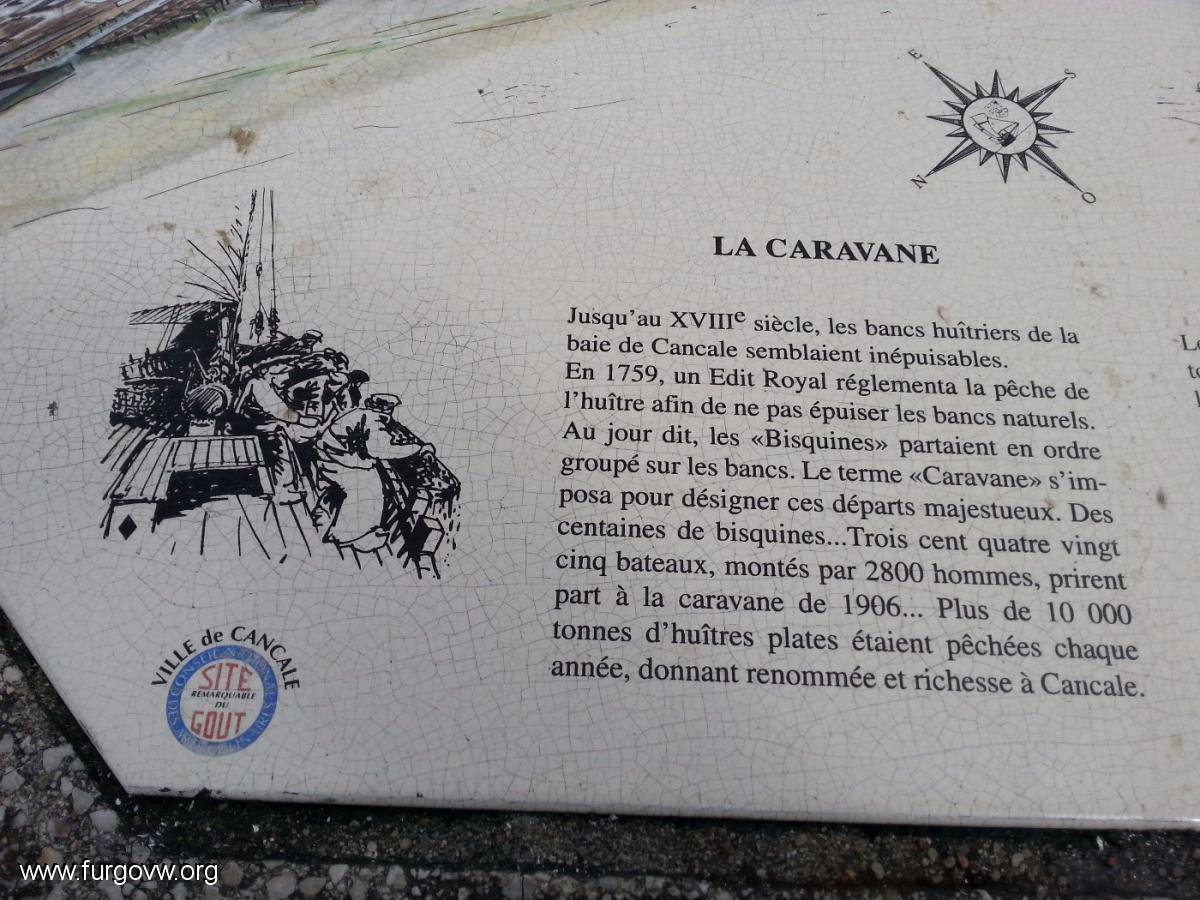 E
S
N
O
LA CARAVANE
Jusqu'au XVIIIe siècle, les bancs huîtriers de la
baie de Cancale semblaient inépuisables.
En 1759, un Edit Royal réglementa la pêche de
l'huître afin de ne pas épuiser les bancs naturels.
Au jour dit, les «Bisquines» partaient en ordre
groupé sur les bancs. Le terme «Caravane» s'im-
posa pour désigner ces départs majestueux. Des
centaines de bisquines...Trois cent quatre vingt
cinq bateaux, montés par 2800 hommes, prirent
part à la caravane de 1906... Plus de 10 000
tonnes d'huîtres plates étaient pêchées chaque
année, donnant renommée et richesse à Cancale.
VILLE de CANCALE
CONSEIL NATIONAL
SITE
REMARQUABLE
DU
GOUT
www.furgovw.org